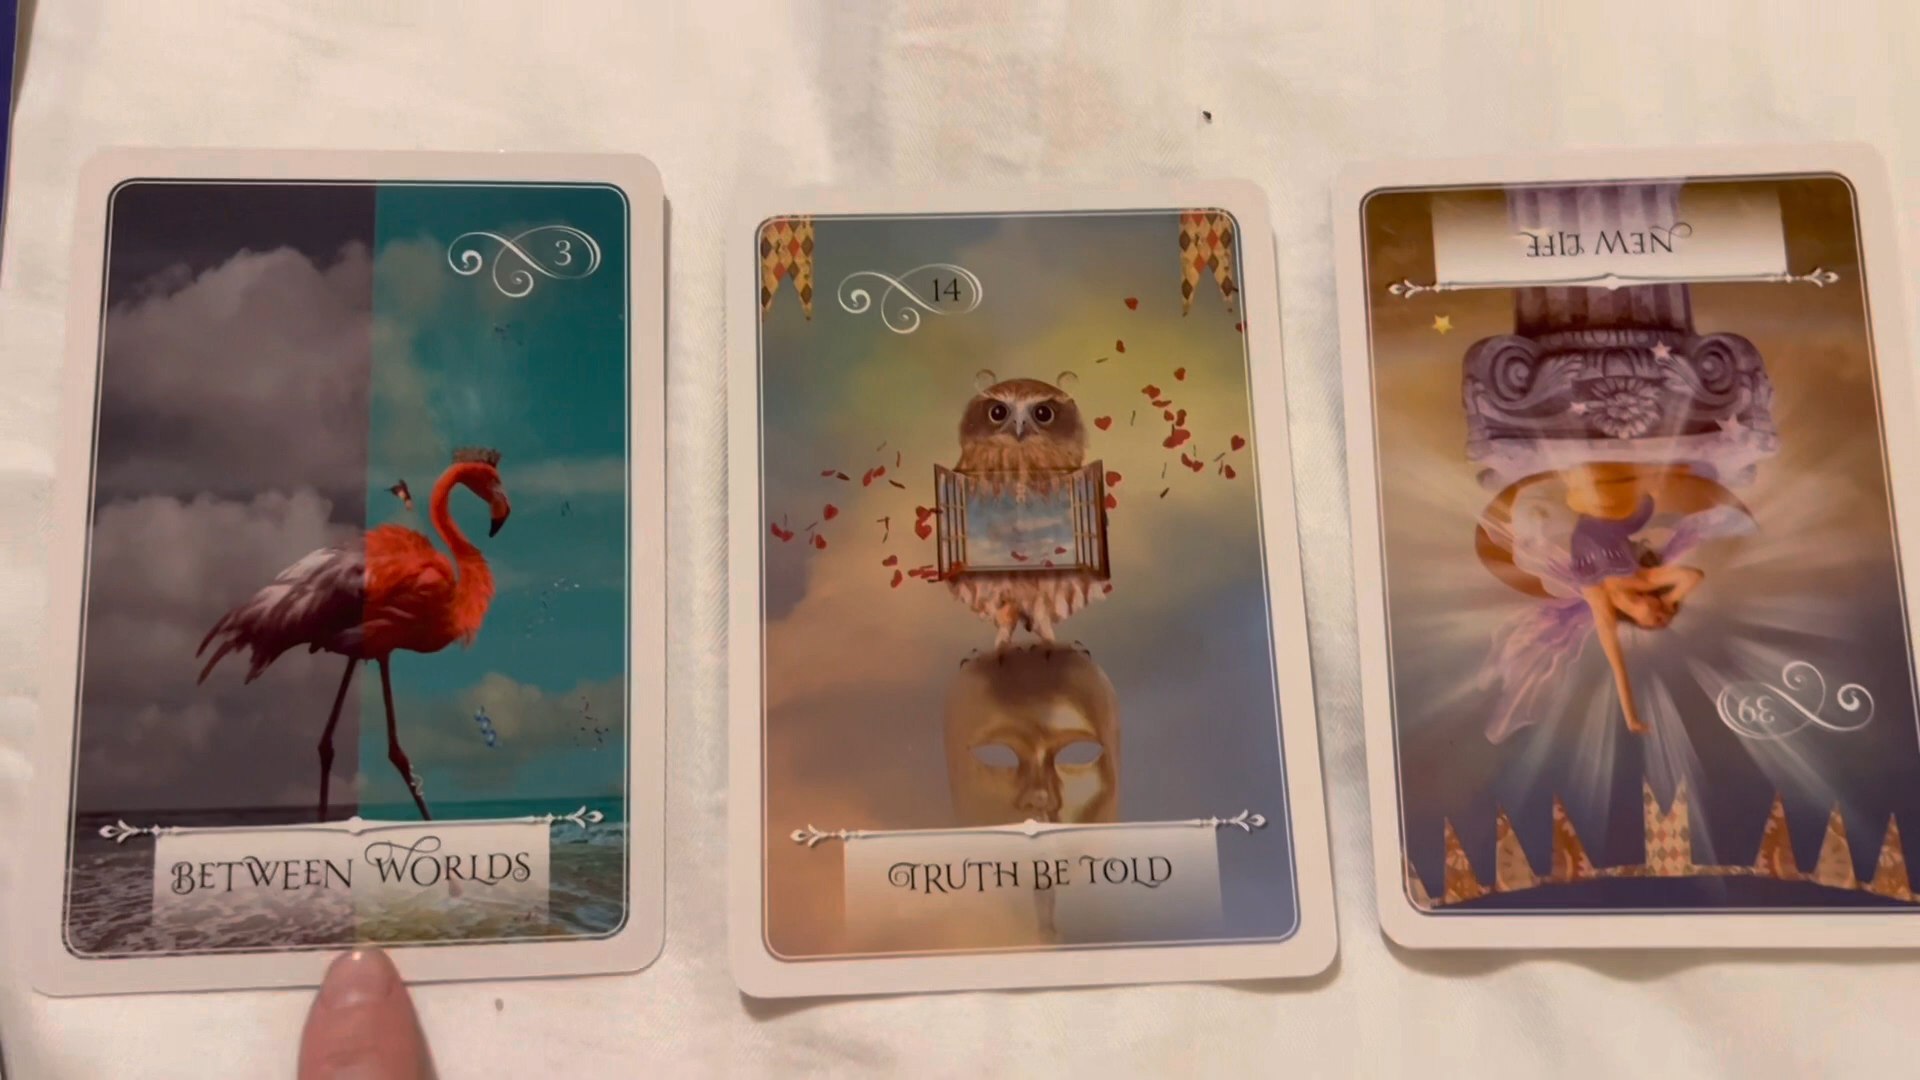 3
BETWEEN WORLDS
14
TRUTH BE TOLD
NEW LIFE
39